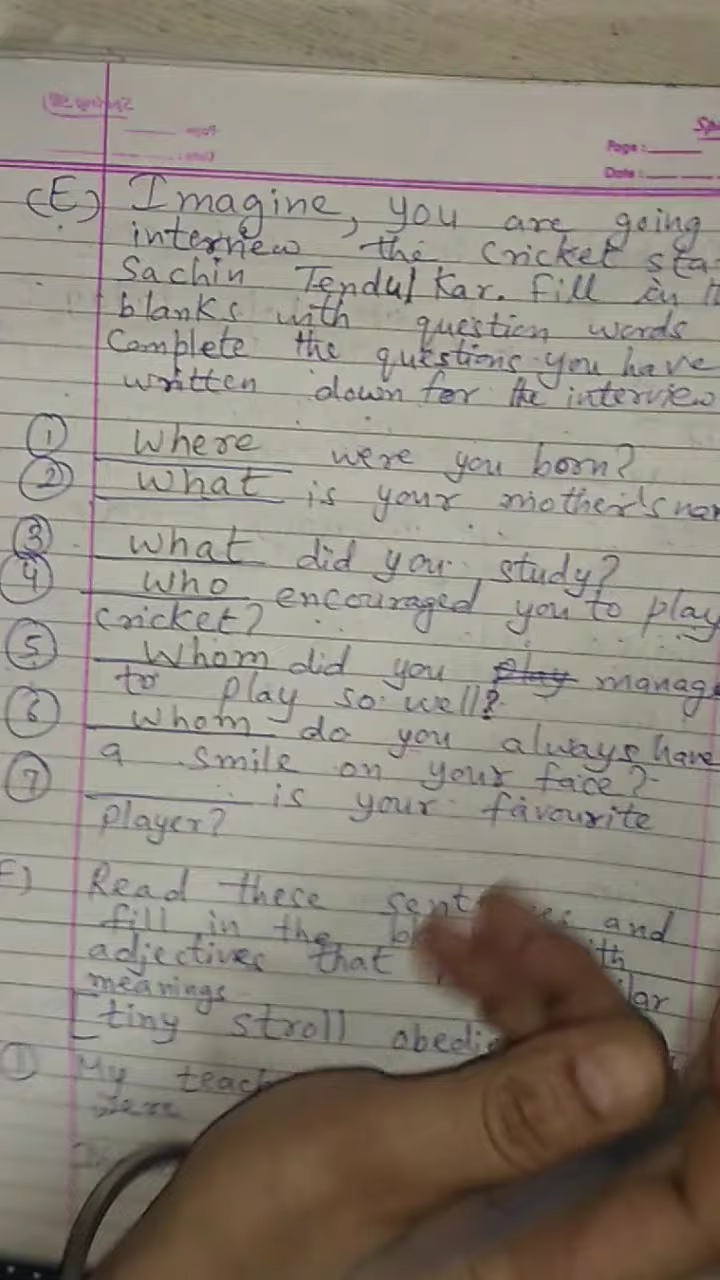 Spe
Page :
Date :
(E) Imagine, you are going
interview the cricket sta
Sachin Tendulkar. Fill in
blanks with question words
Complete the questions you have
written down for the interview
① Where were you born?
② What is your mother's nam
③ What did you study?
④ Who encouraged you to play
cricket?
⑤ Whom did you play manage
to play so well?
⑥ Whom do you always have
a smile on your face?
⑦ is your favourite
player?
Read these and
fill in the
adjectives that
meanings
[tiny stroll
① My